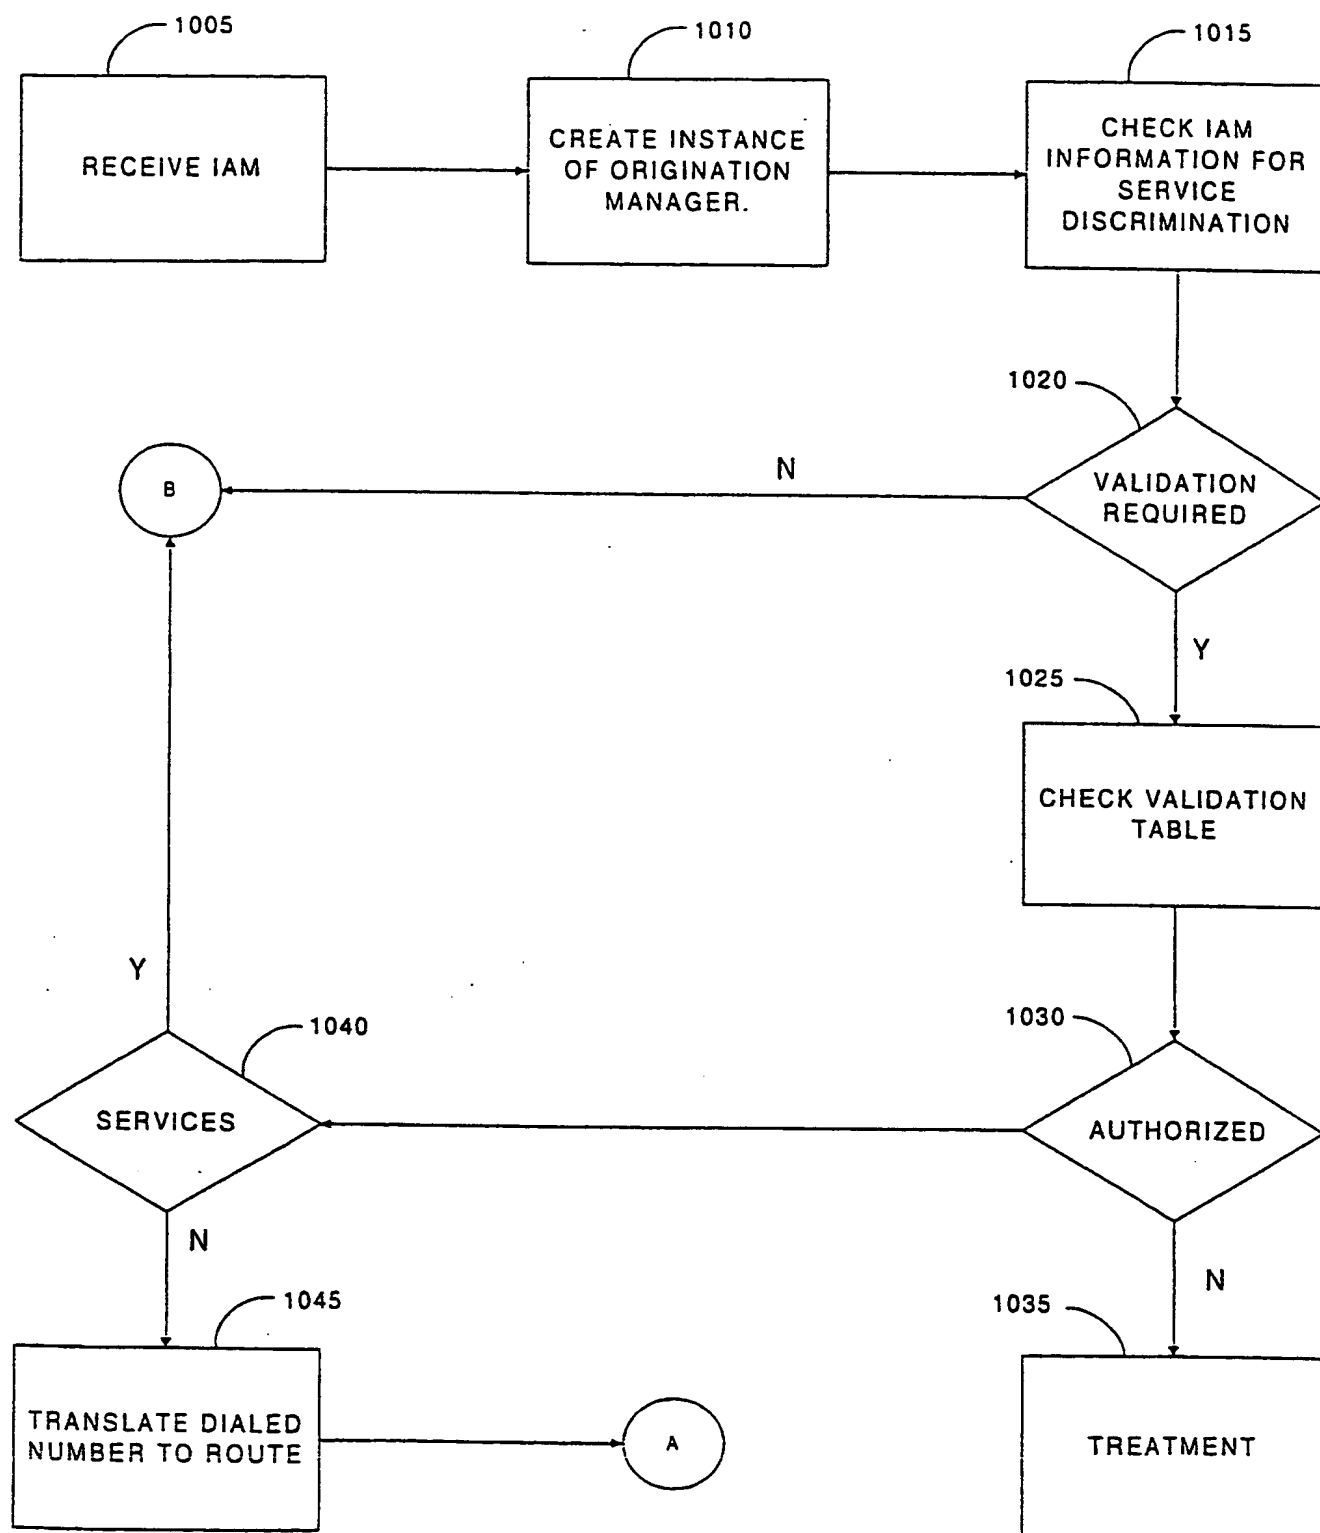 1005
1010
1015
RECEIVE IAM
CREATE INSTANCE
OF ORIGINATION
MANAGER.
CHECK IAM
INFORMATION FOR
SERVICE
DISCRIMINATION
1020
B
N
VALIDATION
REQUIRED
Y
1025
CHECK VALIDATION
TABLE
Y
1040
1030
SERVICES
AUTHORIZED
N
N
1045
1035
TRANSLATE DIALED
NUMBER TO ROUTE
A
TREATMENT